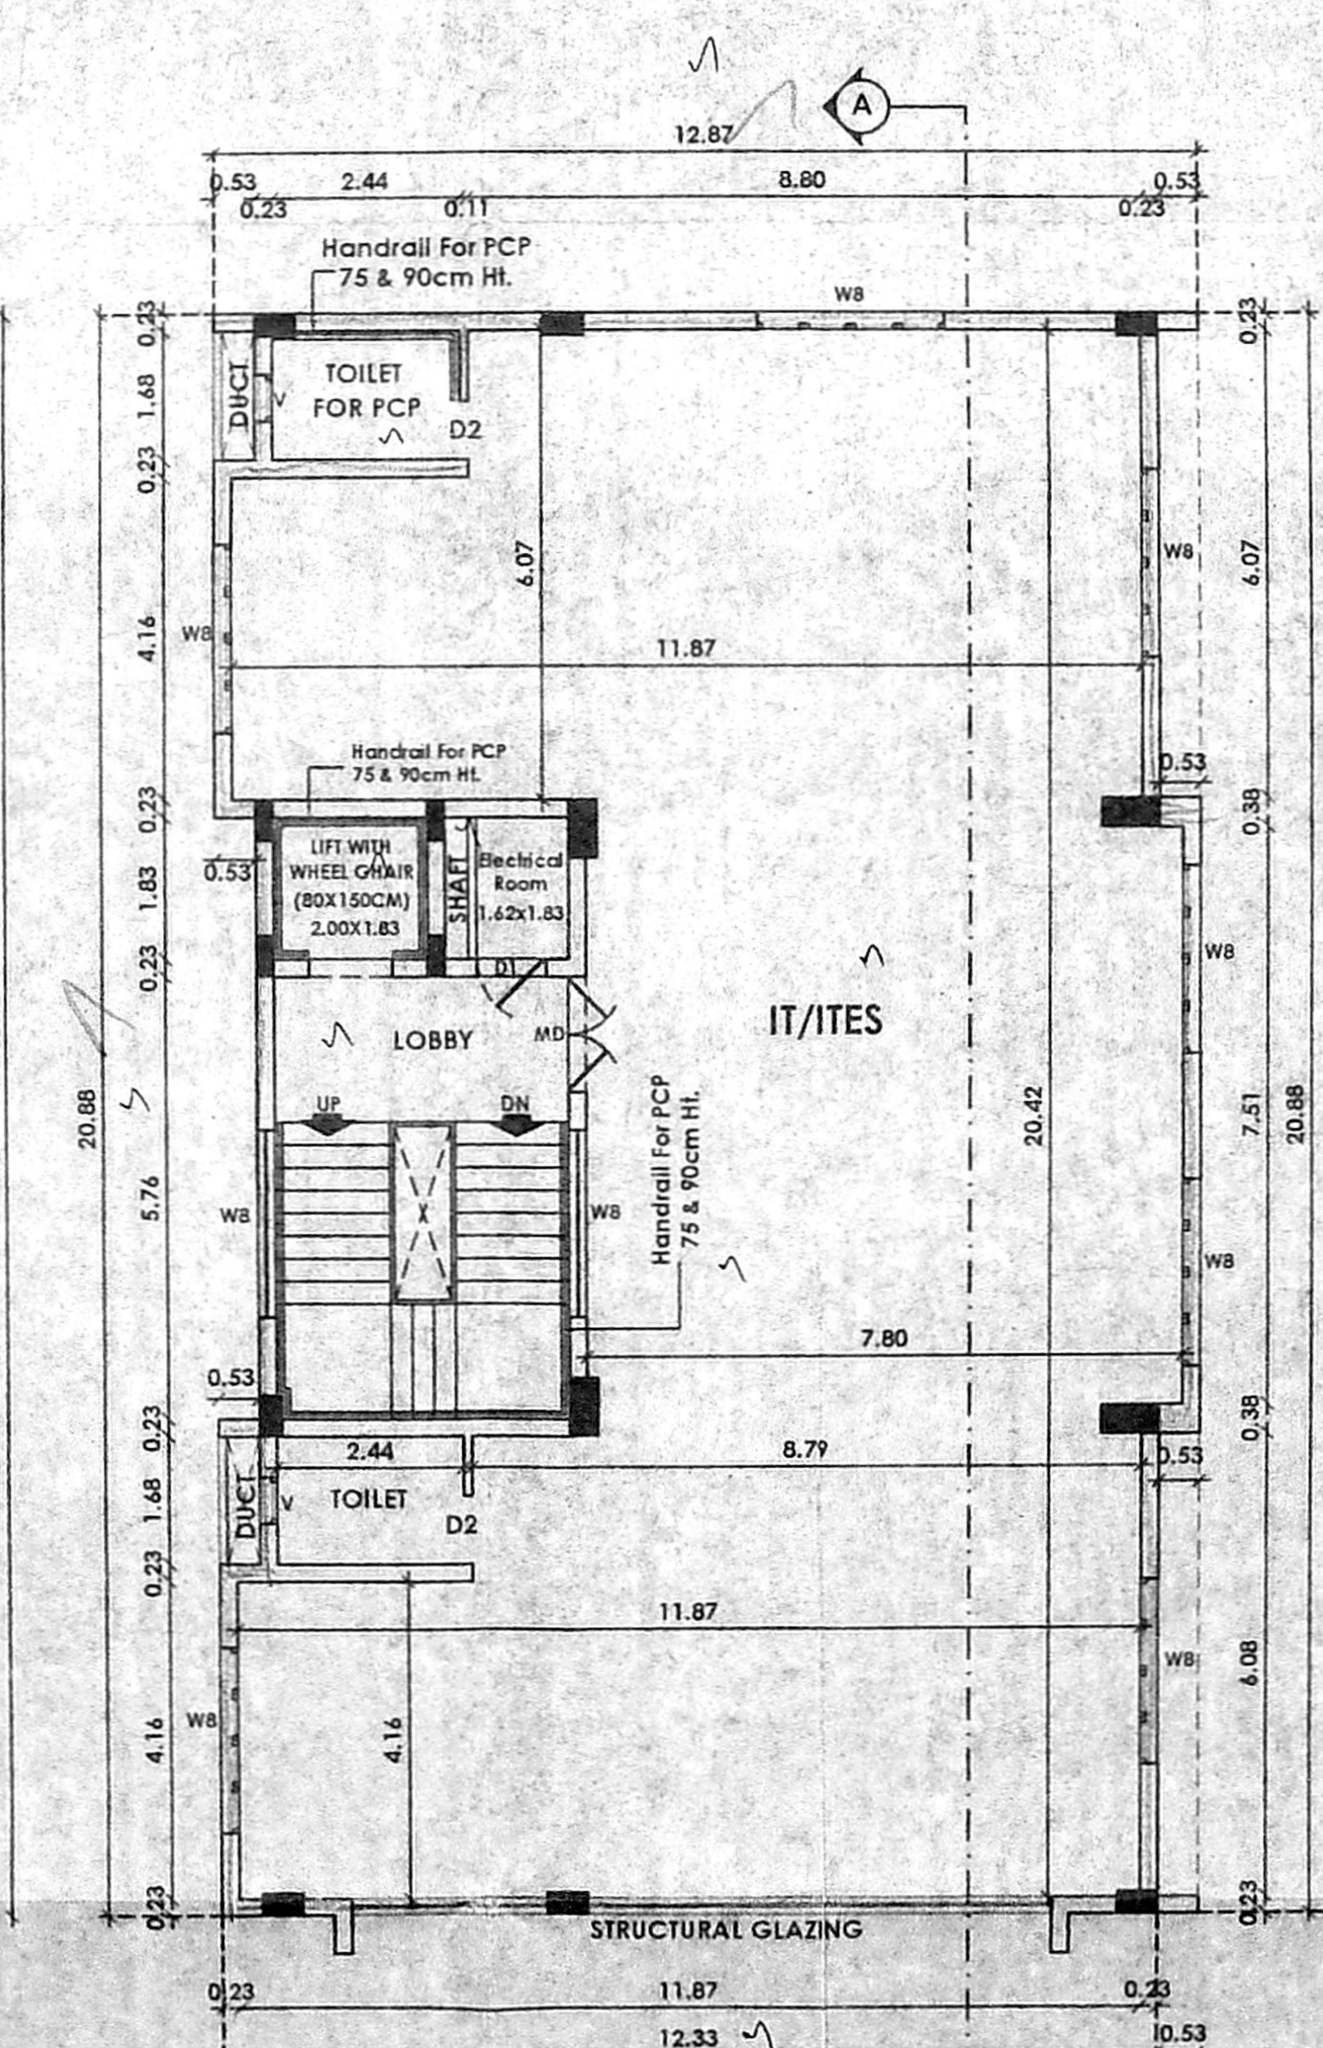 A
12.87
0.53 2.44 8.80 0.53
0.23 0.11 0.23
Handrail For PCP
75 & 90cm Ht.
W8
0.23
0.23
DUCT
V
TOILET
FOR PCP
D2
1.68
0.23
6.07
W8
6.07
4.16
W8
11.87
Handrail For PCP
75 & 90cm Ht.
0.53
0.23
0.38
0.53
1.83
LIFT WITH
WHEEL CHAIR
(80X150CM)
2.00X1.83
SHAFT
Electrical
Room
1.62x1.83
W8
0.23
D1
IT/ITES
LOBBY
MD
UP
DN
Handrail For PCP
75 & 90cm Ht.
20.88
20.42
7.51
20.88
5.76
W8
X
W8
W8
7.80
0.53
0.23
0.38
2.44
8.79
0.53
DUCT
V
TOILET
D2
1.68
0.23
11.87
W8
6.08
W8
4.16
4.16
0.23
0.23
STRUCTURAL GLAZING
0.23 11.87 0.23
12.33 0.53